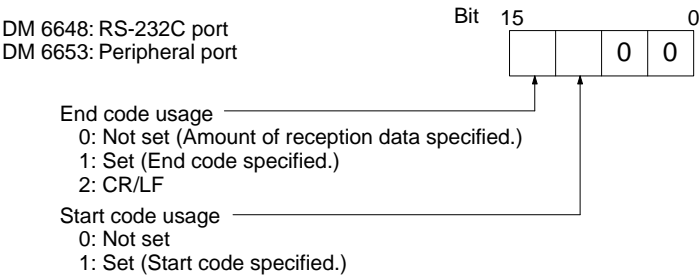 Bit 15 0
DM 6648: RS-232C port
DM 6653: Peripheral port
0 0
End code usage
0: Not set (Amount of reception data specified.)
1: Set (End code specified.)
2: CR/LF
Start code usage
0: Not set
1: Set (Start code specified.)